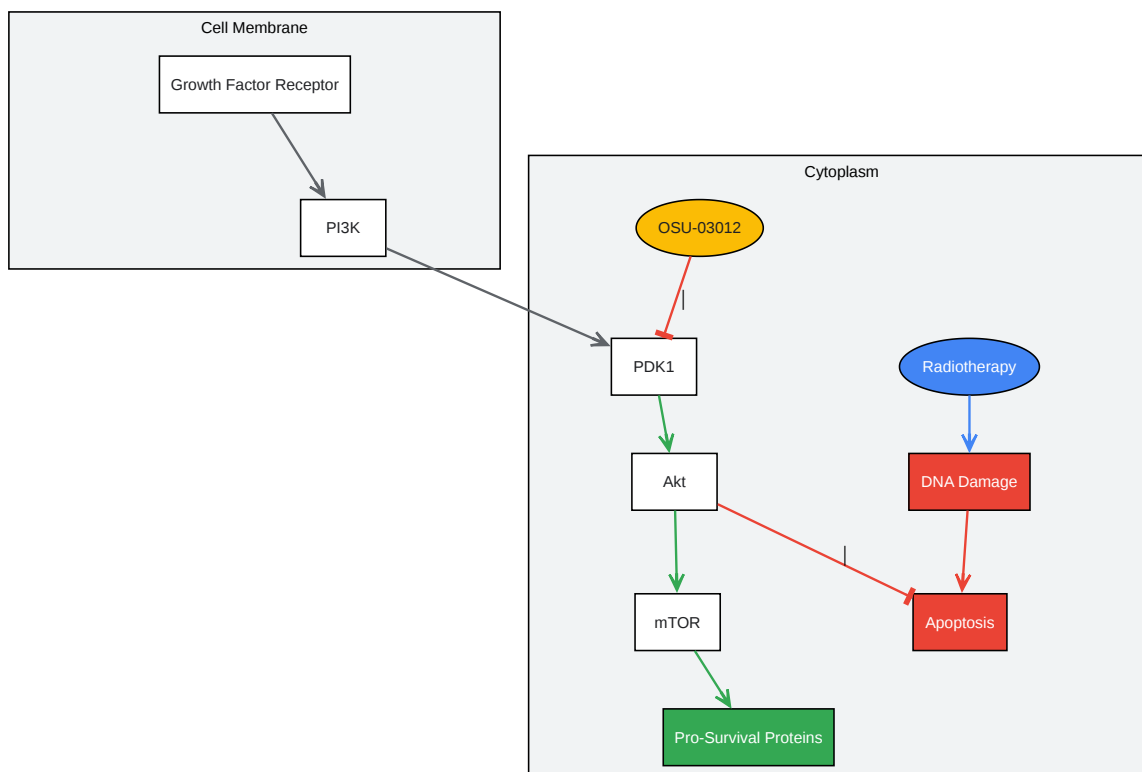 Cell Membrane
Growth Factor Receptor
PI3K
Cytoplasm
OSU-03012
|
PDK1
Radiotherapy
Akt
DNA Damage
|
mTOR
Apoptosis
Pro-Survival Proteins